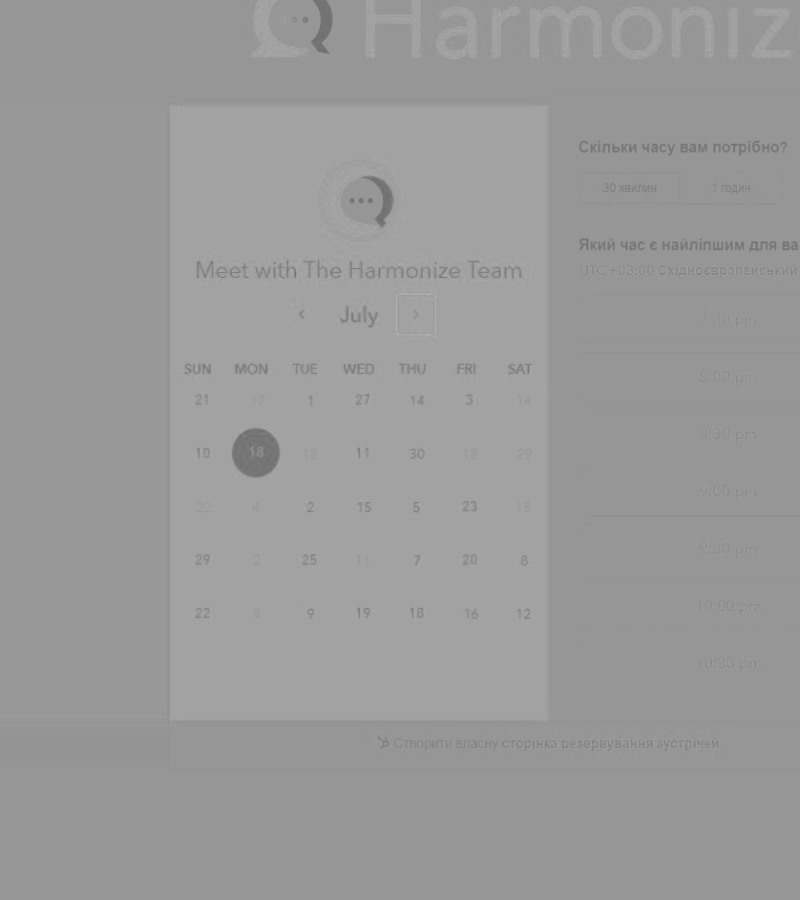 Harmoniz
Meet with The Harmonize Team
‹ July ›
SUN MON TUE WED THU FRI SAT
21 17 1 27 14 3 14
10 18 18 11 30 18 29
22 4 2 15 5 23 18
29 2 25 11 7 20 8
22 8 9 19 18 16 12
Скільки часу вам потрібно?
30 хвилин 1 годин
Який час є найліпшим для ва
UTC +03:00 Східноєвропейський
7:30 pm
8:00 pm
8:30 pm
9:00 pm
9:30 pm
10:00 pm
10:30 pm
Створити власну сторінка резервування зустрічей